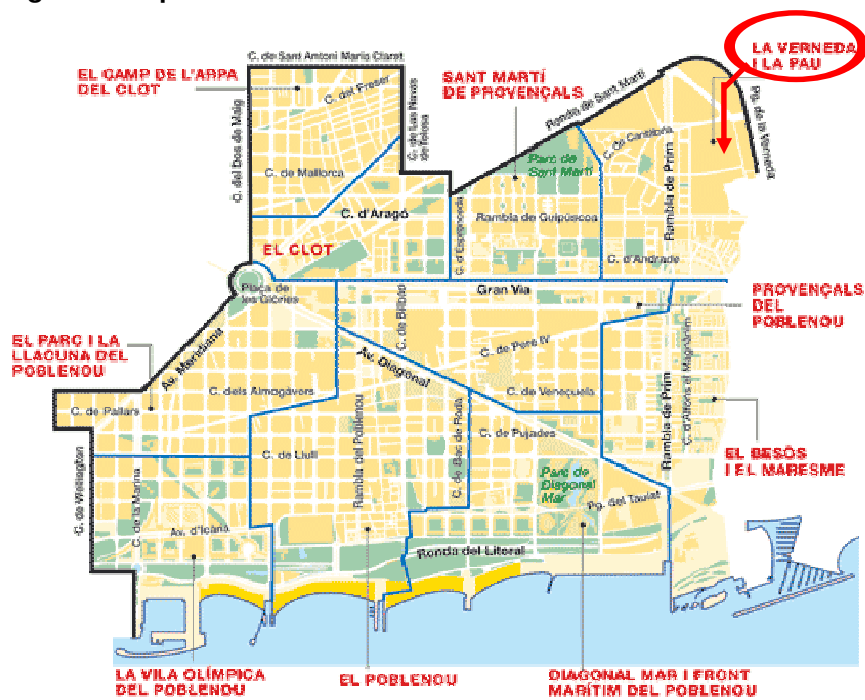 C. de Sant Antoni Maria Claret
EL CAMP DE L'ARPA
DEL CLOT
C. del Freser
C. de Las Navas
de Tolosa
SANT MARTÍ
DE PROVENÇALS
Ronda de Sant Martí
LA VERNEDA
I LA PAU
Pg. de la Verneda
C. del Dos de Maig
C. de Mallorca
C. d'Aragó
Parc de
Sant Martí
C. de Cantàbria
Rambla de Prim
C. d'Espronceda
Rambla de Guipúscoa
EL CLOT
C. d'Andrade
Plaça de
les Glòries
Gran Via
C. de Bilbao
PROVENÇALS
DEL
POBLENOU
EL PARC I LA
LLACUNA DEL
POBLENOU
Av. Meridiana
Av. Diagonal
C. de Pere IV
C. d'Alfons el Magnànim
C. dels Almogàvers
C. de Veneçuela
Rambla de Prim
C. de Pallars
Rambla del Poblenou
C. de Bac de Roda
C. de Pujades
C. de Llull
C. de Wellington
C. de la Marina
Parc de
Diagonal
Mar
EL BESÒS
I EL MARESME
Pg. del Taulat
Av. d'Icària
Ronda del Litoral
LA VILA OLÍMPICA
DEL POBLENOU
EL POBLENOU
DIAGONAL MAR I FRONT
MARÍTIM DEL POBLENOU